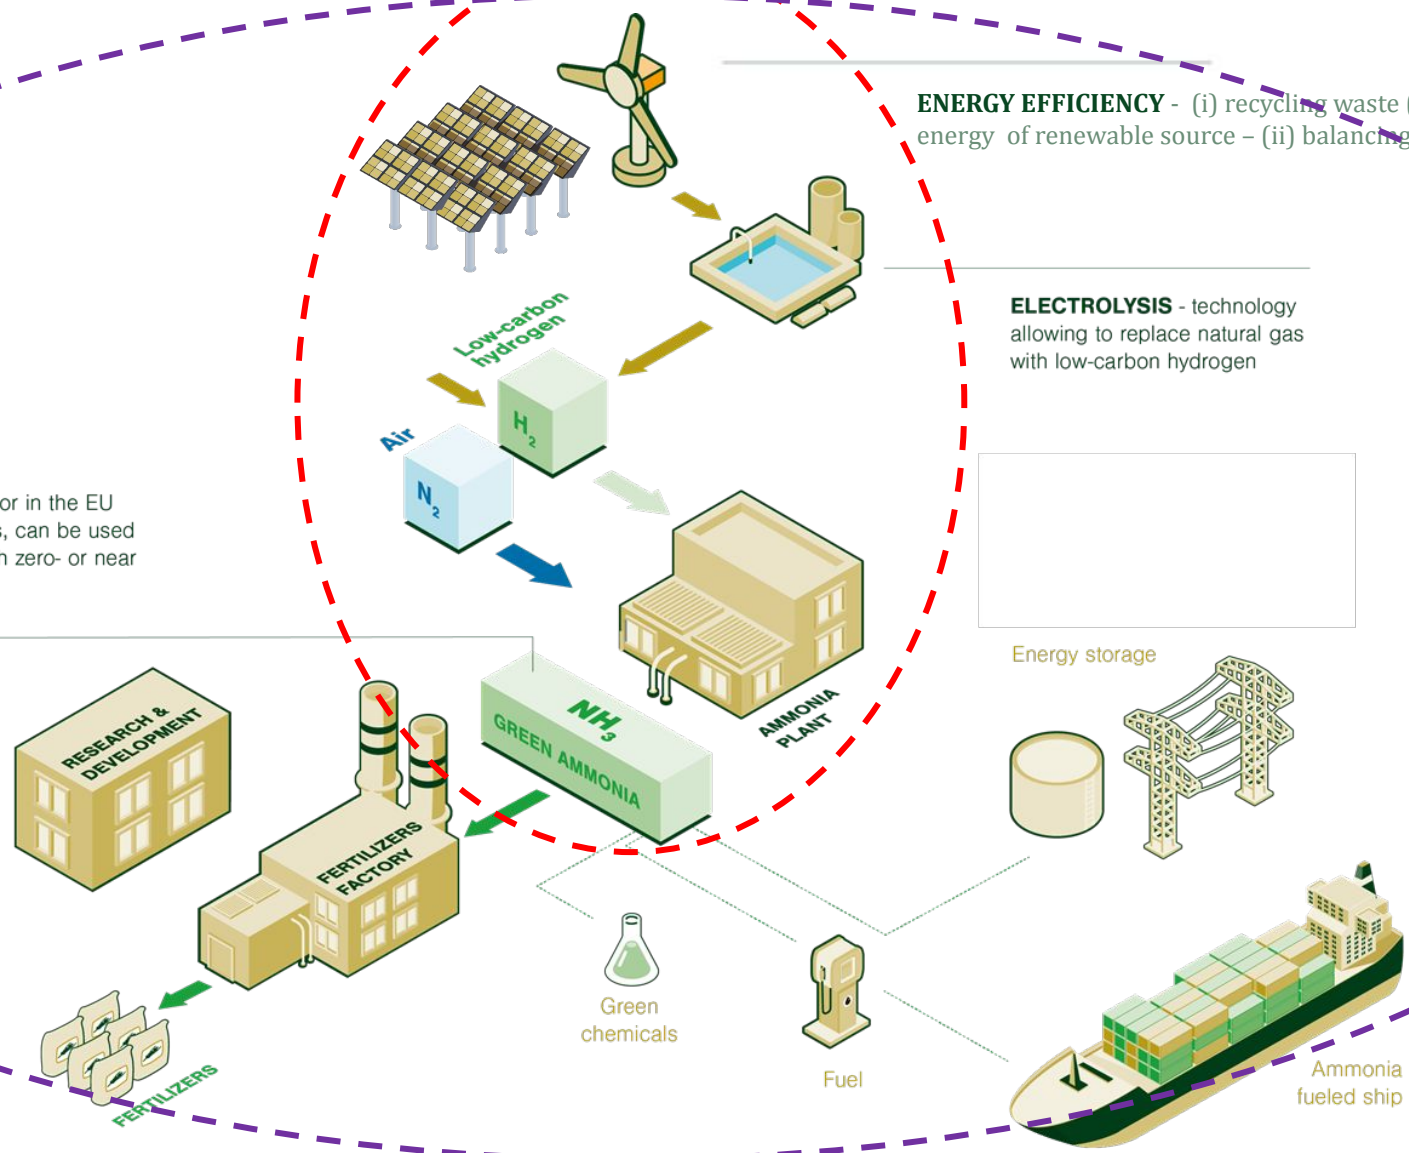 ENERGY EFFICIENCY - (i) recycling waste (
energy of renewable source – (ii) balancing
Low-carbon
hydrogen
ELECTROLYSIS - technology
allowing to replace natural gas
with low-carbon hydrogen
H2
Air
N2
or in the EU
, can be used
zero- or near
Energy storage
RESEARCH &
DEVELOPMENT
NH3
GREEN AMMONIA
AMMONIA
PLANT
FERTILIZERS
FACTORY
Green
chemicals
Fuel
Ammonia
fueled ship
FERTILIZERS